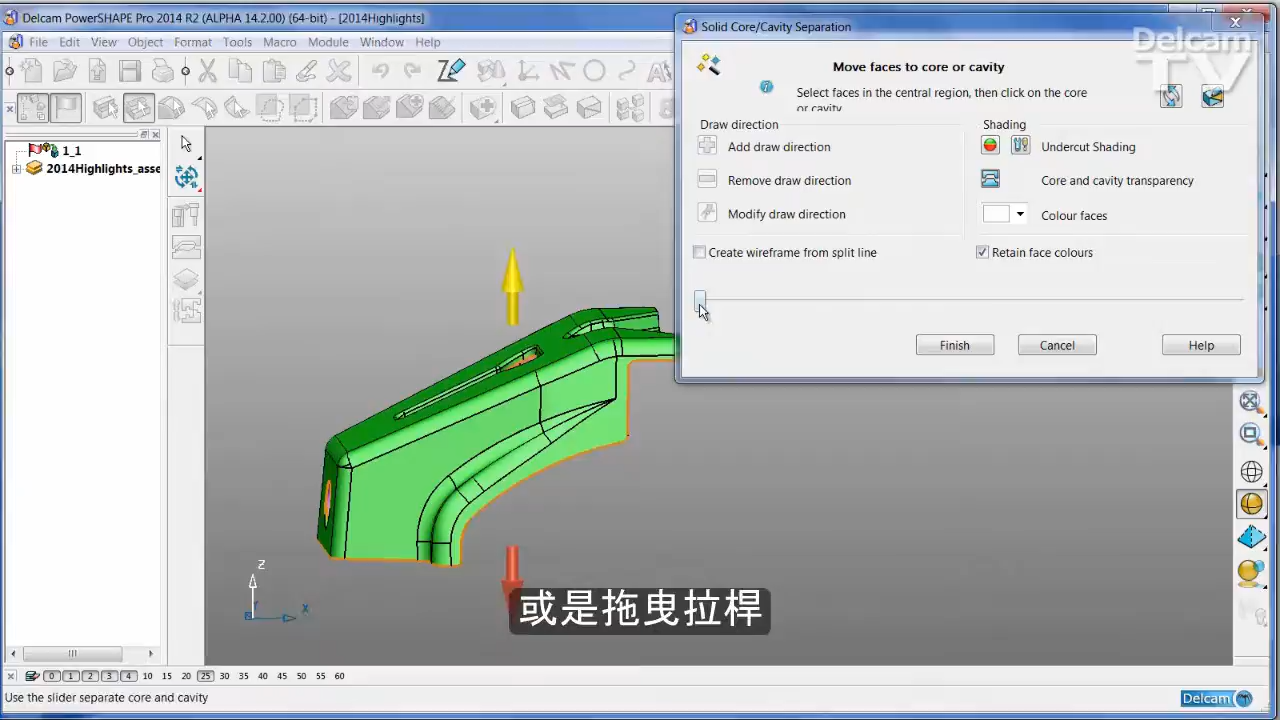 Delcam PowerSHAPE Pro 2014 R2 (ALPHA 14.2.00) (64-bit) - [2014Highlights]
File Edit View Object Format Tools Macro Module Window Help
1_1
2014Highlights_asse
Solid Core/Cavity Separation
Delcam
TV
Move faces to core or cavity
Select faces in the central region, then click on the core
or cavity
Draw direction
Add draw direction
Remove draw direction
Modify draw direction
Shading
Undercut Shading
Core and cavity transparency
Colour faces
Create wireframe from split line
Retain face colours
Finish Cancel Help
Z
Y
X
或是拖曳拉桿
0 1 2 3 4 10 15 20 25 30 35 40 45 50 55 60
Use the slider separate core and cavity
Delcam